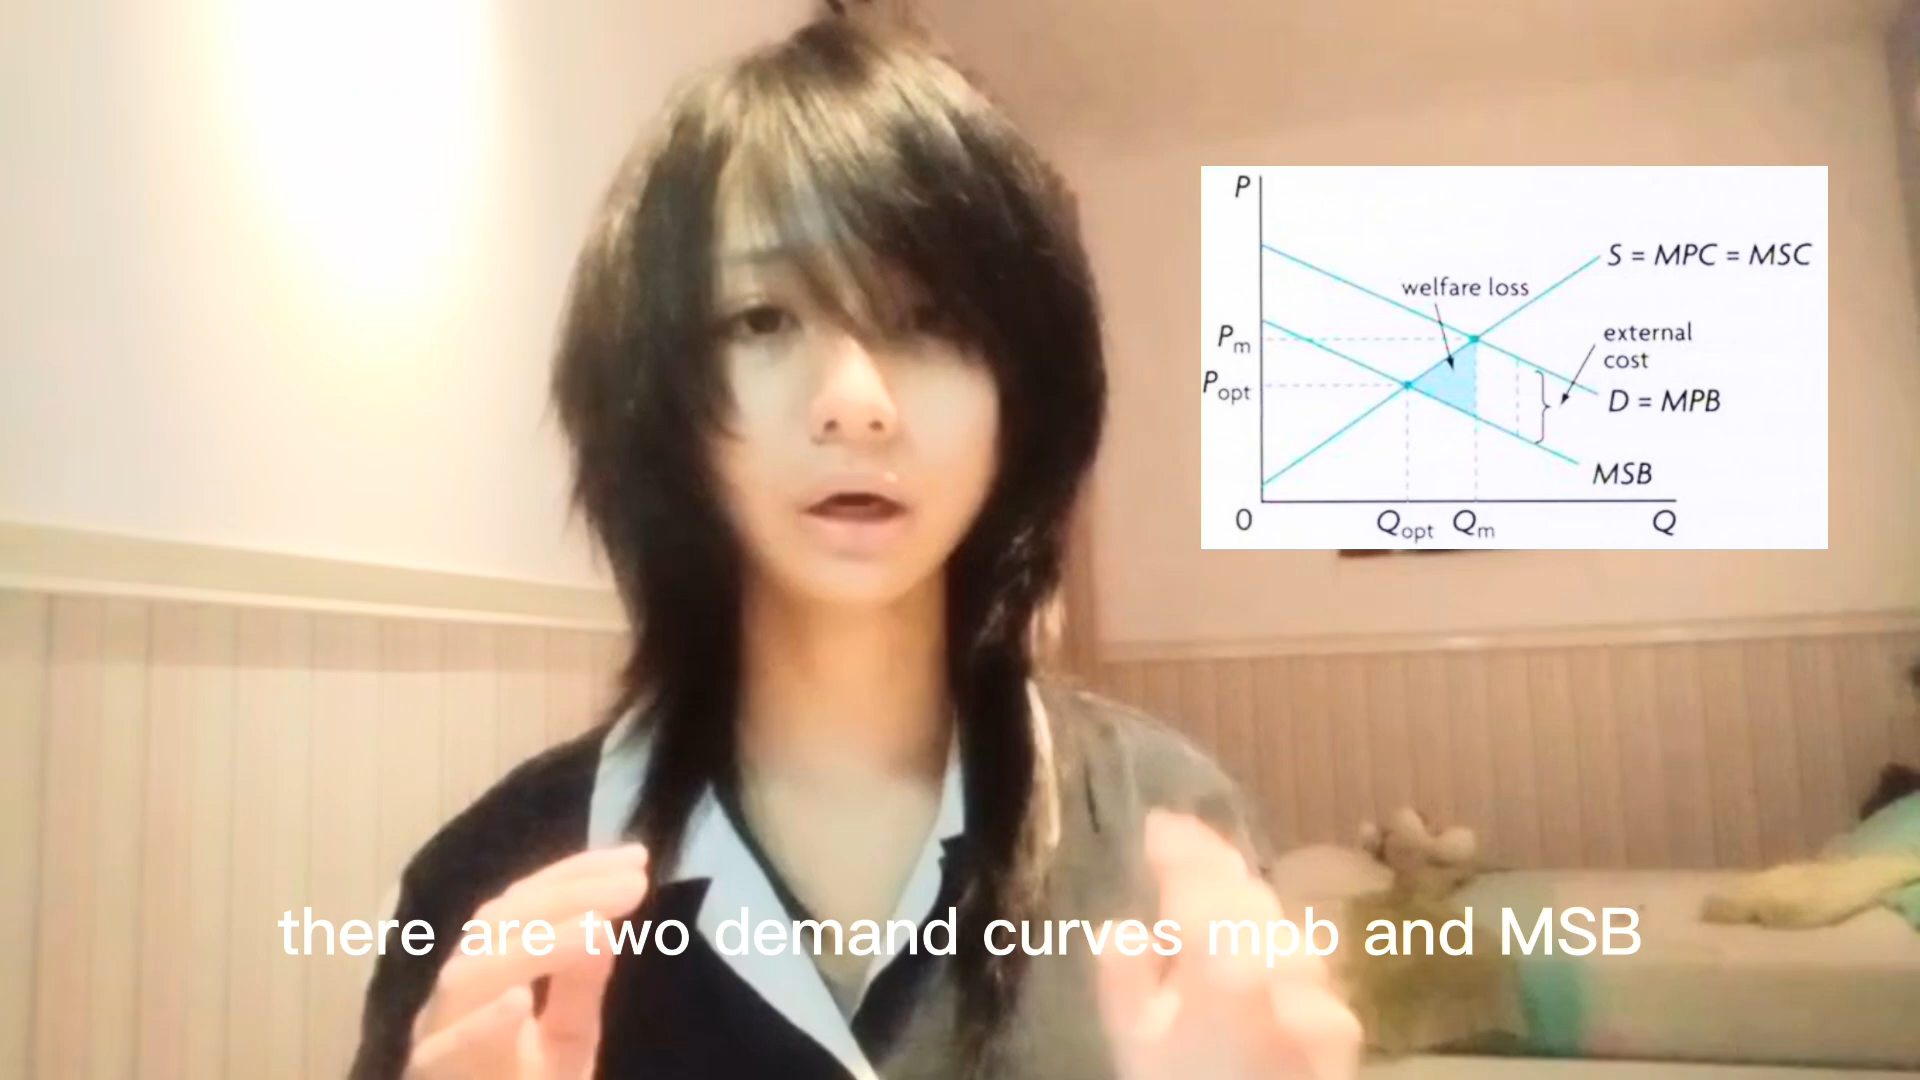 P
S = MPC = MSC
welfare loss
external
cost
Pm
Popt
D = MPB
MSB
0
Qopt
Qm
Q
there are two demand curves mpb and MSB